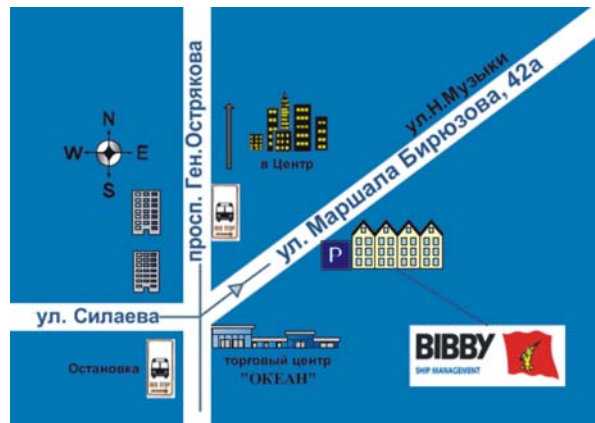 ул.Н.Музыки
ул. Маршала Бирюзова, 42а
просп. Ген.Острякова
N
W
E
S
в Центр
BUS STOP
P
ул. Силаева
Остановка
BUS STOP
торговый центр
"ОКЕАН"
BIBBY
SHIP MANAGEMENT